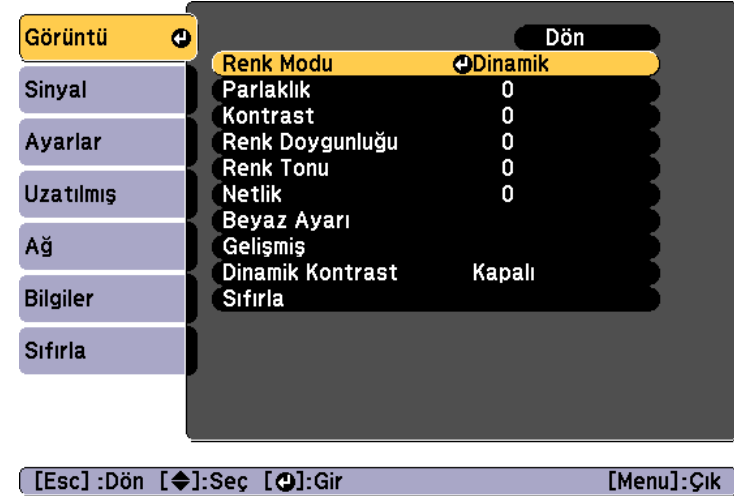 Görüntü
Sinyal
Ayarlar
Uzatılmış
Ağ
Bilgiler
Sıfırla
Dön
Renk Modu Dinamik
Parlaklık 0
Kontrast 0
Renk Doygunluğu 0
Renk Tonu 0
Netlik 0
Beyaz Ayarı
Gelişmiş
Dinamik Kontrast Kapalı
Sıfırla
[Esc] :Dön [◆]:Seç [⏎]:Gir [Menu]:Çık